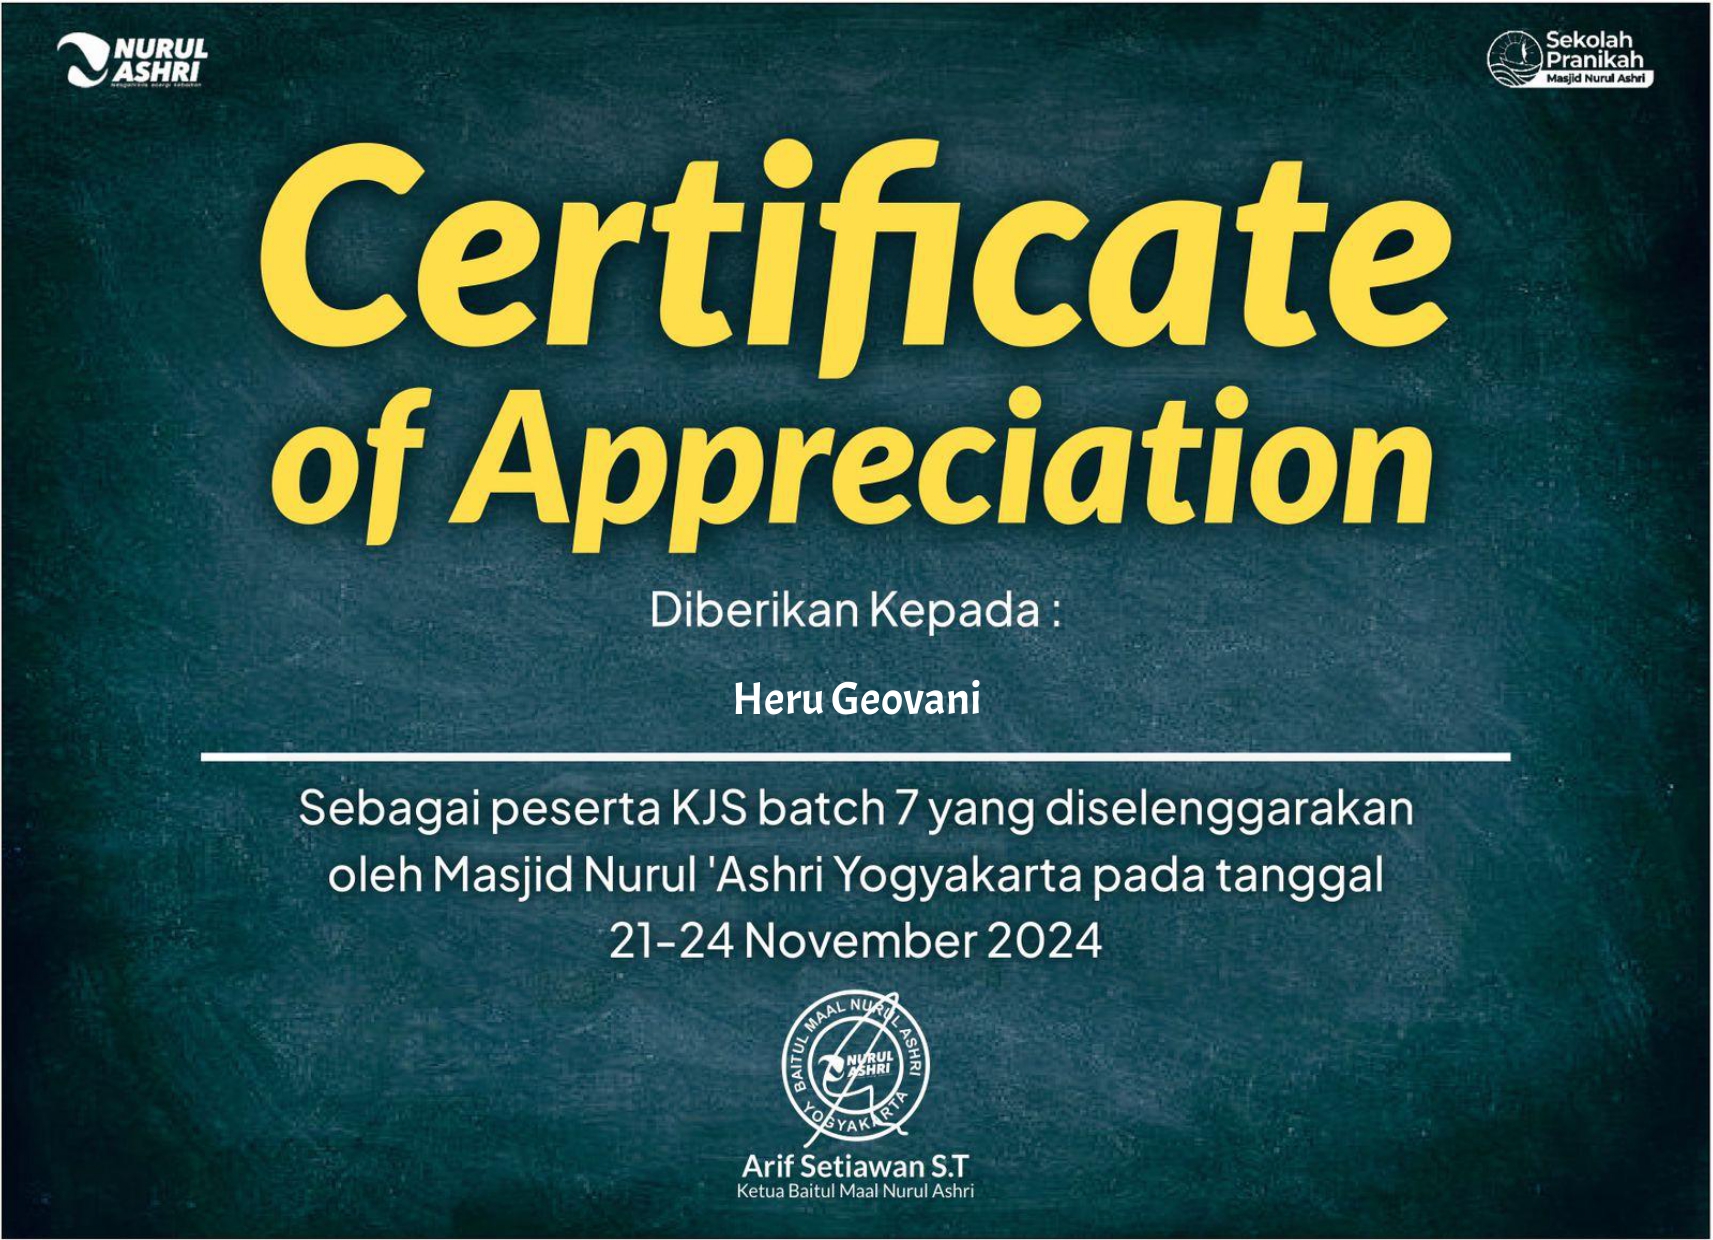 NURUL
ASHRI
Sekolah
Pranikah
Masjid Nurul Ashri
Certificate
of Appreciation
Diberikan Kepada :
Heru Geovani
Sebagai peserta KJS batch 7 yang diselenggarakan
oleh Masjid Nurul 'Ashri Yogyakarta pada tanggal
21-24 November 2024
BAITUL MAAL NURUL ASHRI
NURUL
ASHRI
YOGYAKARTA
Arif Setiawan S.T
Ketua Baitul Maal Nurul Ashri